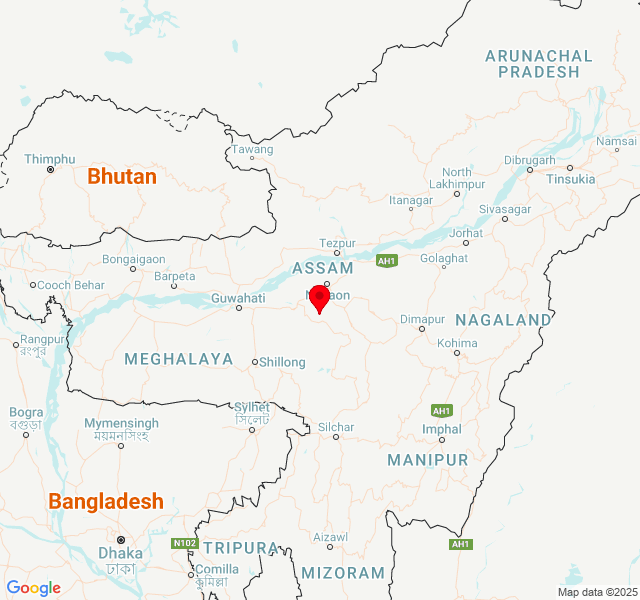 ARUNACHAL
PRADESH
Namsai
Tawang
Thimphu
Dibrugarh
Bhutan
North
Lakhimpur
Tinsukia
Itanagar
Sivasagar
Tezpur
Jorhat
Bongaigaon
AH1
Golaghat
ASSAM
Barpeta
Cooch Behar
Guwahati
Dimapur
NAGALAND
Rangpur
রংপুর
Kohima
MEGHALAYA
Shillong
Bogra
বগুড়া
Sylhet
সিলেট
AH1
Mymensingh
ময়মনসিংহ
Silchar
Imphal
MANIPUR
Bangladesh
Dhaka
ঢাকা
N102
TRIPURA
Aizawl
AH1
Comilla
কুমিল্লা
MIZORAM
Google
Map data ©2025